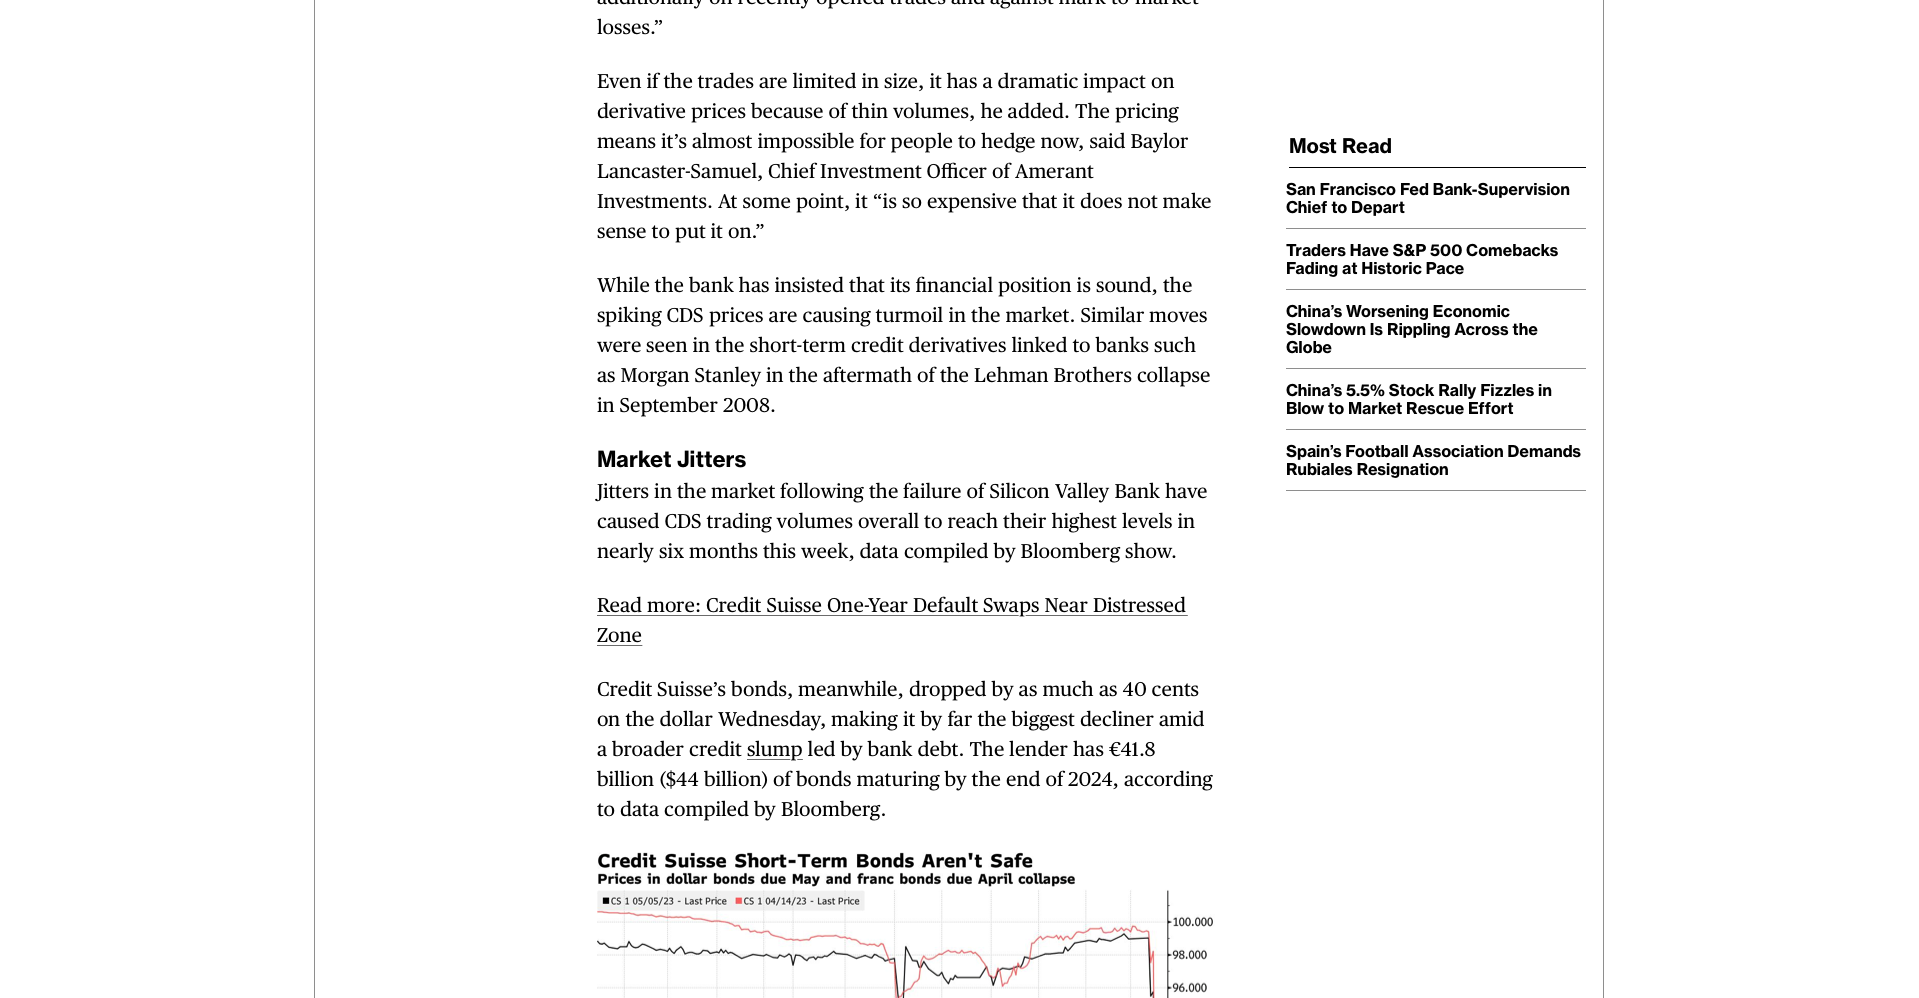 additionally on recently opened trades and against mark to market
losses.”
Even if the trades are limited in size, it has a dramatic impact on
derivative prices because of thin volumes, he added. The pricing
means it’s almost impossible for people to hedge now, said Baylor
Lancaster-Samuel, Chief Investment Officer of Amerant
Investments. At some point, it “is so expensive that it does not make
sense to put it on.”
While the bank has insisted that its financial position is sound, the
spiking CDS prices are causing turmoil in the market. Similar moves
were seen in the short-term credit derivatives linked to banks such
as Morgan Stanley in the aftermath of the Lehman Brothers collapse
in September 2008.
Market Jitters
Jitters in the market following the failure of Silicon Valley Bank have
caused CDS trading volumes overall to reach their highest levels in
nearly six months this week, data compiled by Bloomberg show.
Read more: Credit Suisse One-Year Default Swaps Near Distressed
Zone
Credit Suisse’s bonds, meanwhile, dropped by as much as 40 cents
on the dollar Wednesday, making it by far the biggest decliner amid
a broader credit slump led by bank debt. The lender has €41.8
billion ($44 billion) of bonds maturing by the end of 2024, according
to data compiled by Bloomberg.
Credit Suisse Short-Term Bonds Aren't Safe
Prices in dollar bonds due May and franc bonds due April collapse
CS 1 05/05/23 - Last Price CS 1 04/14/23 - Last Price
100.000
98.000
96.000
Most Read
San Francisco Fed Bank-Supervision
Chief to Depart
Traders Have S&P 500 Comebacks
Fading at Historic Pace
China’s Worsening Economic
Slowdown Is Rippling Across the
Globe
China’s 5.5% Stock Rally Fizzles in
Blow to Market Rescue Effort
Spain’s Football Association Demands
Rubiales Resignation